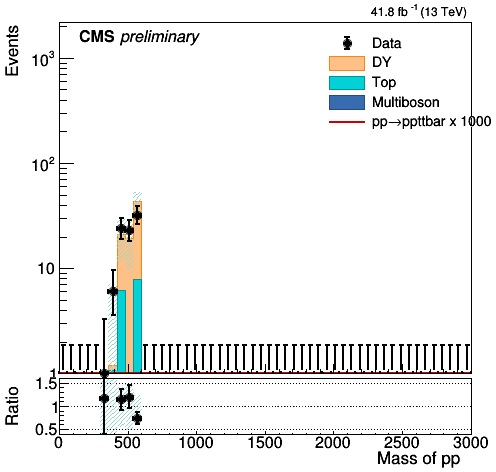 41.8 fb⁻¹ (13 TeV)
CMS preliminary
Events
10³
10²
10
1
Data
DY
Top
Multiboson
pp→ppttbar x 1000
Ratio
1.5
1
0.5
0 500 1000 1500 2000 2500 3000
Mass of pp